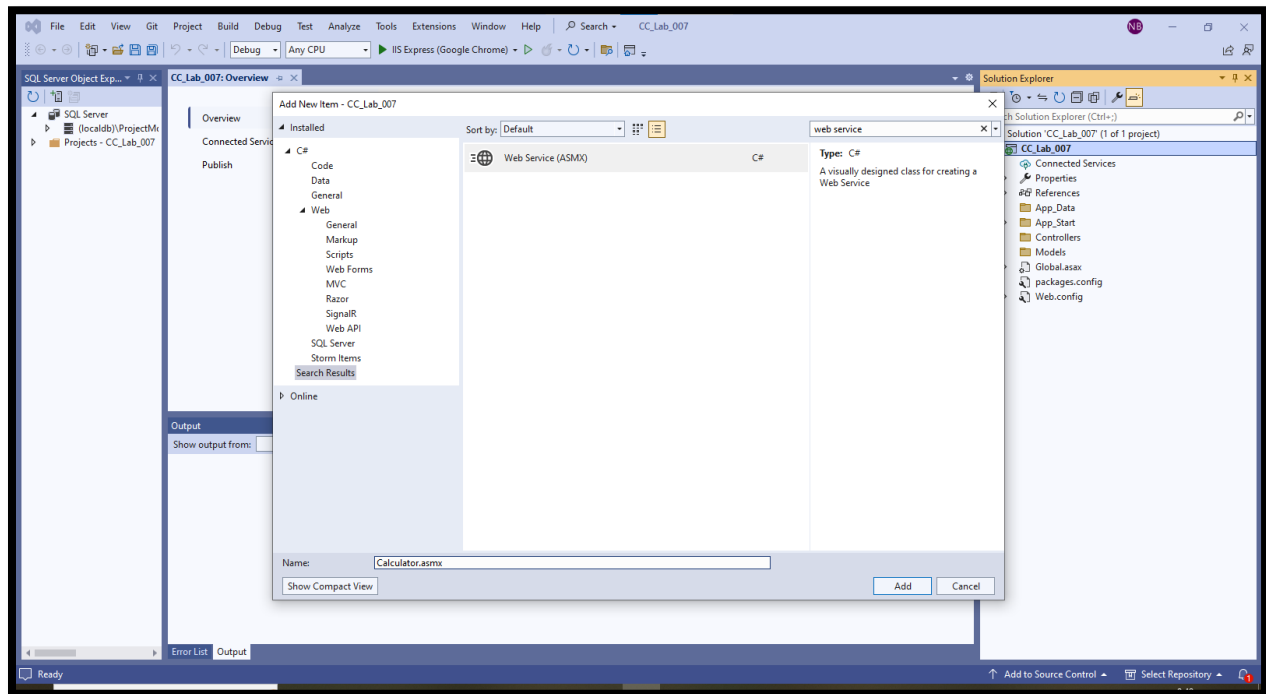 File Edit View Git Project Build Debug Test Analyze Tools Extensions Window Help Search CC_Lab_007 NB
Debug Any CPU IIS Express (Google Chrome)
SQL Server Object Exp...
SQL Server
(localdb)\ProjectMo
Projects - CC_Lab_007
CC_Lab_007: Overview
Overview
Connected Servic
Publish
Output
Show output from:
Error List Output
Add New Item - CC_Lab_007
Installed
C#
Code
Data
General
Web
General
Markup
Scripts
Web Forms
MVC
Razor
SignalR
Web API
SQL Server
Storm Items
Search Results
Online
Sort by: Default
Web Service (ASMX) C#
web service
Type: C#
A visually designed class for creating a
Web Service
Name: Calculator.asmx
Show Compact View Add Cancel
Solution Explorer
ch Solution Explorer (Ctrl+;)
Solution 'CC_Lab_007' (1 of 1 project)
CC_Lab_007
Connected Services
Properties
References
App_Data
App_Start
Controllers
Models
Global.asax
packages.config
Web.config
Ready Add to Source Control Select Repository 1